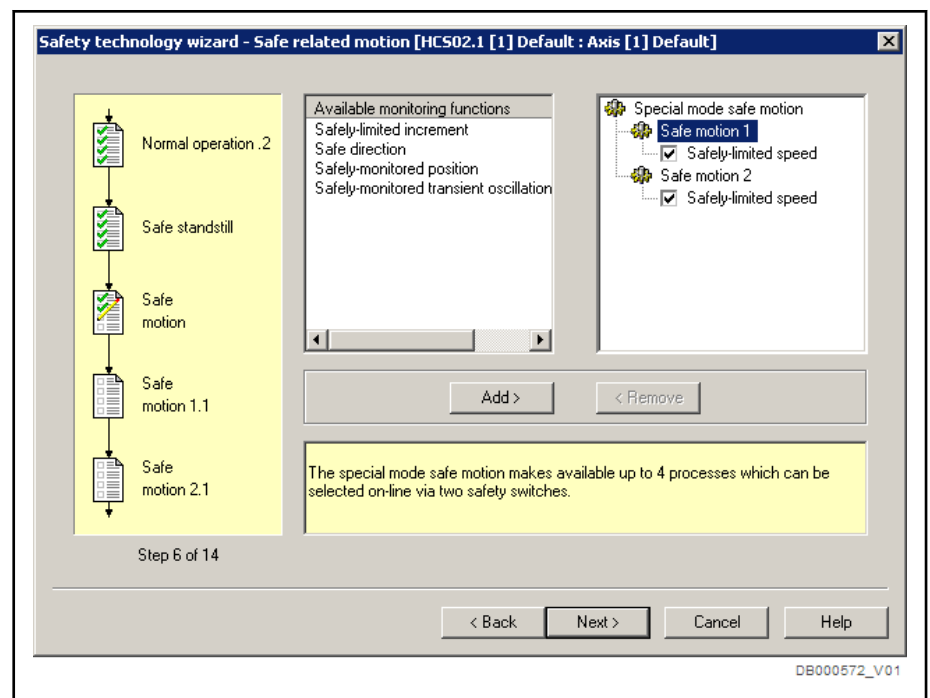 Safety technology wizard - Safe related motion [HCS02.1 [1] Default : Axis [1] Default]
Normal operation .2
Safe standstill
Safe
motion
Safe
motion 1.1
Safe
motion 2.1
Step 6 of 14
Available monitoring functions
Safely-limited increment
Safe direction
Safely-monitored position
Safely-monitored transient oscillation
Special mode safe motion
Safe motion 1
Safely-limited speed
Safe motion 2
Safely-limited speed
Add >
< Remove
The special mode safe motion makes available up to 4 processes which can be
selected on-line via two safety switches.
< Back
Next >
Cancel
Help
DB000572_V01